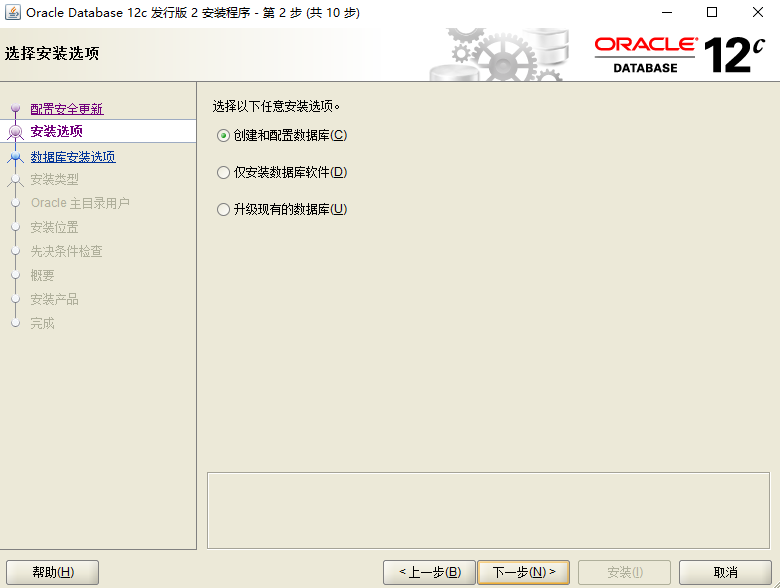 Oracle Database 12c 发行版 2 安装程序 - 第 2 步 (共 10 步)
选择安装选项
ORACLE®
DATABASE
12c
配置安全更新
安装选项
数据库安装选项
安装类型
Oracle 主目录用户
安装位置
先决条件检查
概要
安装产品
完成
选择以下任意安装选项。
创建和配置数据库(C)
仅安装数据库软件(D)
升级现有的数据库(U)
帮助(H)
< 上一步(B)
下一步(N) >
安装(I)
取消